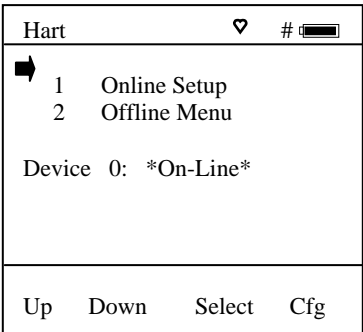 Hart ♡ #
1 Online Setup
2 Offline Menu
Device 0: *On-Line*
Up Down Select Cfg